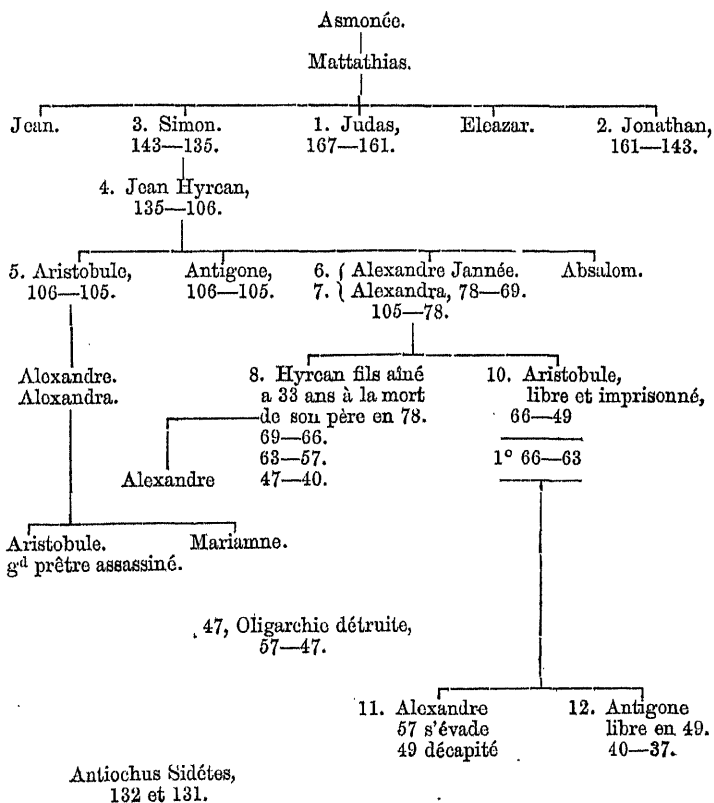 Asmonée.
Mattathias.
Jean. 3. Simon. 1. Judas, Eleazar. 2. Jonathan,
143—135. 167—161. 161—143.
4. Jean Hyrcan,
135—106.
5. Aristobule, Antigone, 6. { Alexandre Jannée. Absalom.
106—105. 106—105. 7. } Alexandra, 78—69.
105—78.
Alexandre. 8. Hyrcan fils aîné 10. Aristobule,
Alexandra. a 33 ans à la mort libre et imprisonné,
de son père en 78. 66—49
69—66.
63—57. 1° 66—63
Alexandre 47—40.
Aristobule. Mariamne.
gd prêtre assassiné.
47, Oligarchie détruite,
57—47.
11. Alexandre 12. Antigone
57 s'évade libre en 49.
49 décapité 40—37.
Antiochus Sidétes,
132 et 131.